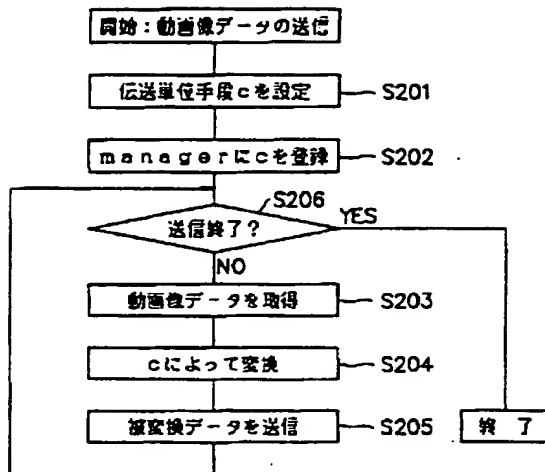 開始：動画像データの送信
伝送単位手段cを設定 S201
managerにcを登録 S202
S206
送信終了？ YES
NO
動画像データを取得 S203
cによって変換 S204
被変換データを送信 S205
終 了